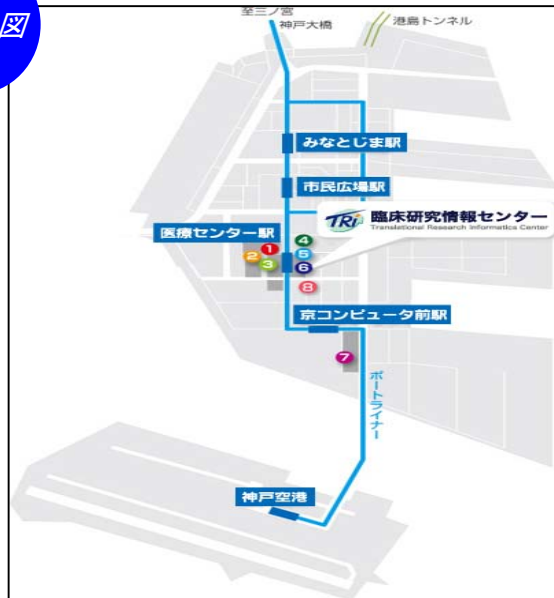 図
至三ノ宮
神戸大橋
港島トンネル
みなとじま駅
市民広場駅
TRi 臨床研究情報センター
Translational Research Informatics Center
医療センター駅
1
2
3
4
5
6
8
京コンピュータ前駅
7
ポートライナー
神戸空港